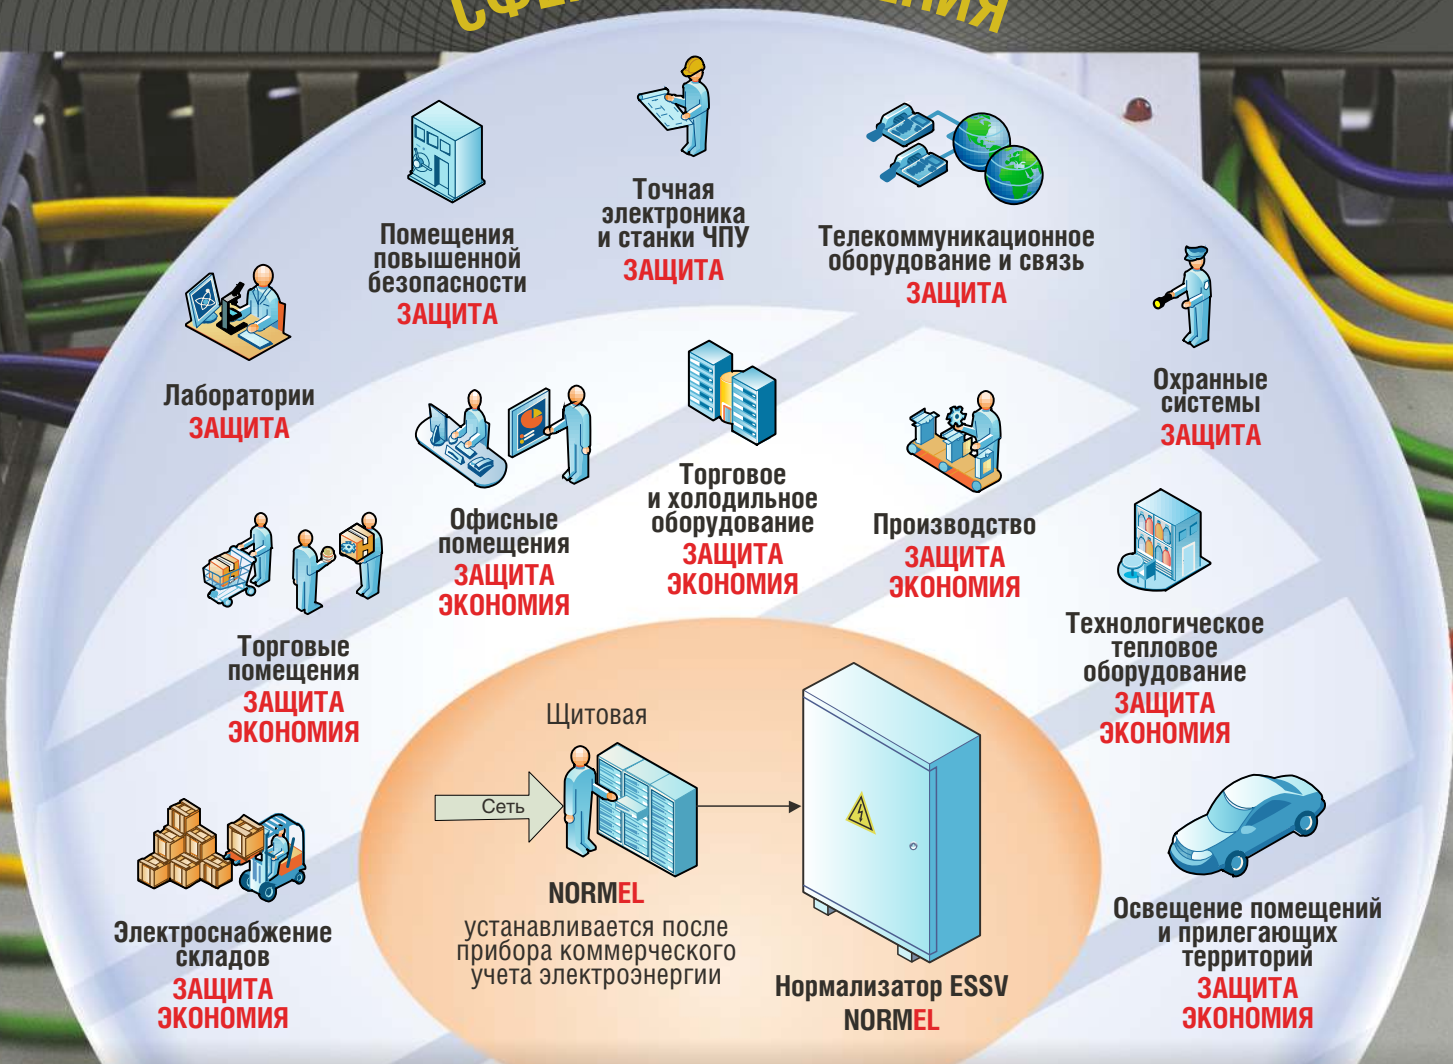 Точная
электроника
и станки ЧПУ
ЗАЩИТА
Помещения
повышенной
безопасности
ЗАЩИТА
Телекоммуникационное
оборудование и связь
ЗАЩИТА
Лаборатории
ЗАЩИТА
Охранные
системы
ЗАЩИТА
Офисные
помещения
ЗАЩИТА
ЭКОНОМИЯ
Торговое
и холодильное
оборудование
ЗАЩИТА
ЭКОНОМИЯ
Производство
ЗАЩИТА
ЭКОНОМИЯ
Торговые
помещения
ЗАЩИТА
ЭКОНОМИЯ
Технологическое
тепловое
оборудование
ЗАЩИТА
ЭКОНОМИЯ
Щитовая
Сеть
NORMEL
устанавливается после
прибора коммерческого
учета электроэнергии
Нормализатор ESSV
NORMEL
Электроснабжение
складов
ЗАЩИТА
ЭКОНОМИЯ
Освещение помещений
и прилегающих
территорий
ЗАЩИТА
ЭКОНОМИЯ